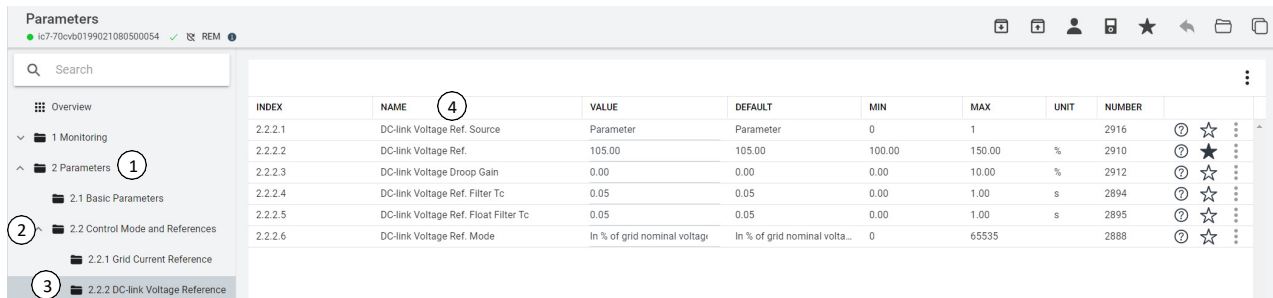 Parameters
ic7-70cvb0199021080500054 REM
Search
Overview
1 Monitoring
2 Parameters 1
2.1 Basic Parameters
2 2.2 Control Mode and References
2.2.1 Grid Current Reference
3 2.2.2 DC-link Voltage Reference
INDEX NAME 4 VALUE DEFAULT MIN MAX UNIT NUMBER
2.2.2.1 DC-link Voltage Ref. Source Parameter Parameter 0 1 2916
2.2.2.2 DC-link Voltage Ref. 105.00 105.00 100.00 150.00 % 2910
2.2.2.3 DC-link Voltage Droop Gain 0.00 0.00 0.00 10.00 % 2912
2.2.2.4 DC-link Voltage Ref. Filter Tc 0.05 0.05 0.00 1.00 s 2894
2.2.2.5 DC-link Voltage Ref. Float Filter Tc 0.05 0.05 0.00 1.00 s 2895
2.2.2.6 DC-link Voltage Ref. Mode In % of grid nominal voltage In % of grid nominal volta... 0 65535 2888